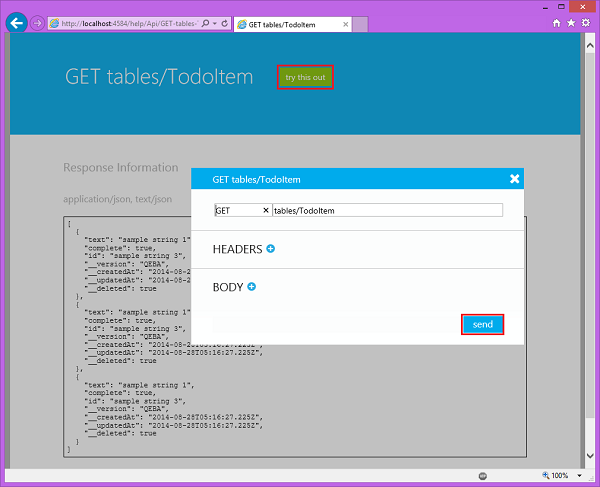 http://localhost:4584/help/Api/GET-tables-
GET tables/TodoItem
GET tables/TodoItem
try this out
Response Information
application/json, text/json
GET tables/TodoItem
GET
tables/TodoItem
HEADERS
BODY
send
[
{
"text": "sample string 1"
"complete": true,
"id": "sample string 3",
"__version": "QEBA",
"__createdAt": "2014-08-2
"__updatedAt": "2014-08-2
"__deleted": true
},
{
"text": "sample string 1"
"complete": true,
"id": "sample string 3",
"__version": "QEBA",
"__createdAt": "2014-08-28T05:16:27.225Z",
"__updatedAt": "2014-08-28T05:16:27.225Z",
"__deleted": true
},
{
"text": "sample string 1",
"complete": true,
"id": "sample string 3",
"__version": "QEBA",
"__createdAt": "2014-08-28T05:16:27.225Z",
"__updatedAt": "2014-08-28T05:16:27.225Z",
"__deleted": true
}
]
100%